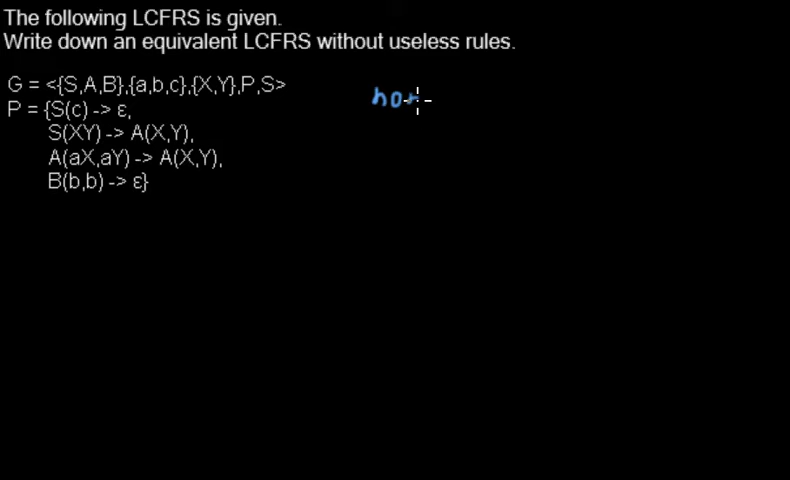 The following LCFRS is given.
Write down an equivalent LCFRS without useless rules.
G = <{S,A,B},{a,b,c},{X,Y},P,S>
P = {S(c) -> ε,
S(XY) -> A(X,Y),
A(aX,aY) -> A(X,Y),
B(b,b) -> ε}